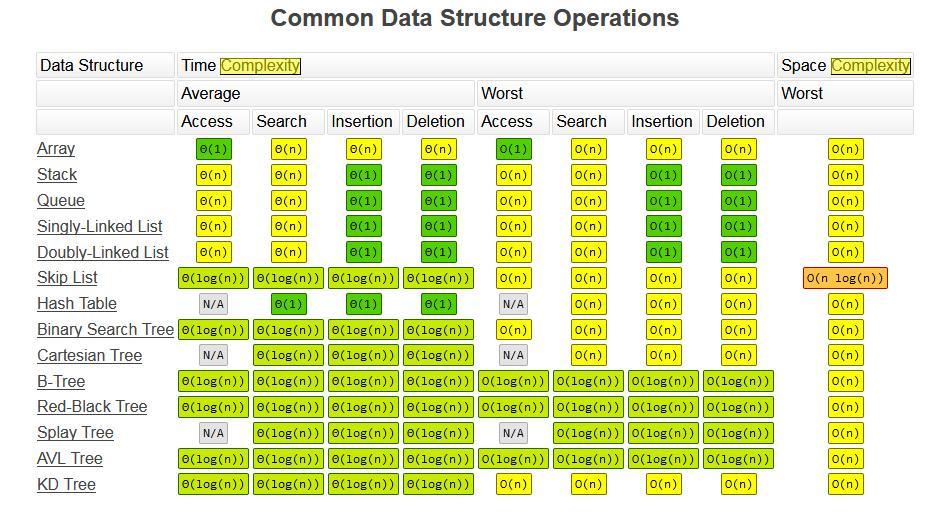 Common Data Structure Operations
Data Structure Time Complexity Space Complexity
Average Worst Worst
Access Search Insertion Deletion Access Search Insertion Deletion
Array Θ(1) Θ(n) Θ(n) Θ(n) O(1) O(n) O(n) O(n) O(n)
Stack Θ(n) Θ(n) Θ(1) Θ(1) O(n) O(n) O(1) O(1) O(n)
Queue Θ(n) Θ(n) Θ(1) Θ(1) O(n) O(n) O(1) O(1) O(n)
Singly-Linked List Θ(n) Θ(n) Θ(1) Θ(1) O(n) O(n) O(1) O(1) O(n)
Doubly-Linked List Θ(n) Θ(n) Θ(1) Θ(1) O(n) O(n) O(1) O(1) O(n)
Skip List Θ(log(n)) Θ(log(n)) Θ(log(n)) Θ(log(n)) O(n) O(n) O(n) O(n) O(n log(n))
Hash Table N/A Θ(1) Θ(1) Θ(1) N/A O(n) O(n) O(n) O(n)
Binary Search Tree Θ(log(n)) Θ(log(n)) Θ(log(n)) Θ(log(n)) O(n) O(n) O(n) O(n) O(n)
Cartesian Tree N/A Θ(log(n)) Θ(log(n)) Θ(log(n)) N/A O(n) O(n) O(n) O(n)
B-Tree Θ(log(n)) Θ(log(n)) Θ(log(n)) Θ(log(n)) O(log(n)) O(log(n)) O(log(n)) O(log(n)) O(n)
Red-Black Tree Θ(log(n)) Θ(log(n)) Θ(log(n)) Θ(log(n)) O(log(n)) O(log(n)) O(log(n)) O(log(n)) O(n)
Splay Tree N/A Θ(log(n)) Θ(log(n)) Θ(log(n)) N/A O(log(n)) O(log(n)) O(log(n)) O(n)
AVL Tree Θ(log(n)) Θ(log(n)) Θ(log(n)) Θ(log(n)) O(log(n)) O(log(n)) O(log(n)) O(log(n)) O(n)
KD Tree Θ(log(n)) Θ(log(n)) Θ(log(n)) Θ(log(n)) O(n) O(n) O(n) O(n) O(n)